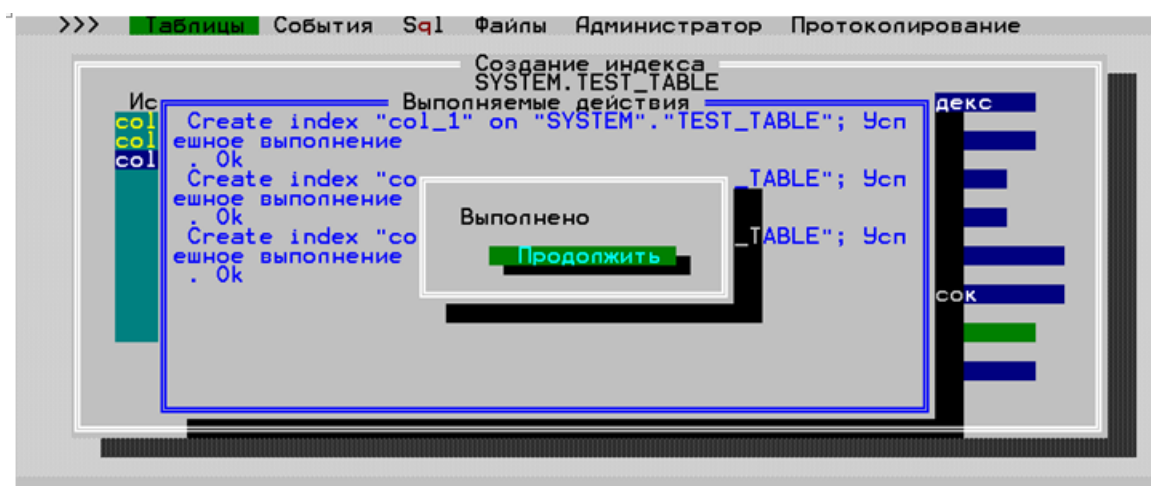 >>> Таблицы События Sql Файлы Администратор Протоколирование
Создание индекса
SYSTEM.TEST_TABLE
Ис
Выполняемые действия
декс
col
col
col
Create index "col_1" on "SYSTEM"."TEST_TABLE"; Усп
ешное выполнение
. Ok
Create index "co _TABLE"; Усп
ешное выполнение
. Ok
Create index "co _TABLE"; Усп
ешное выполнение
. Ok
Выполнено
Продолжить
сок